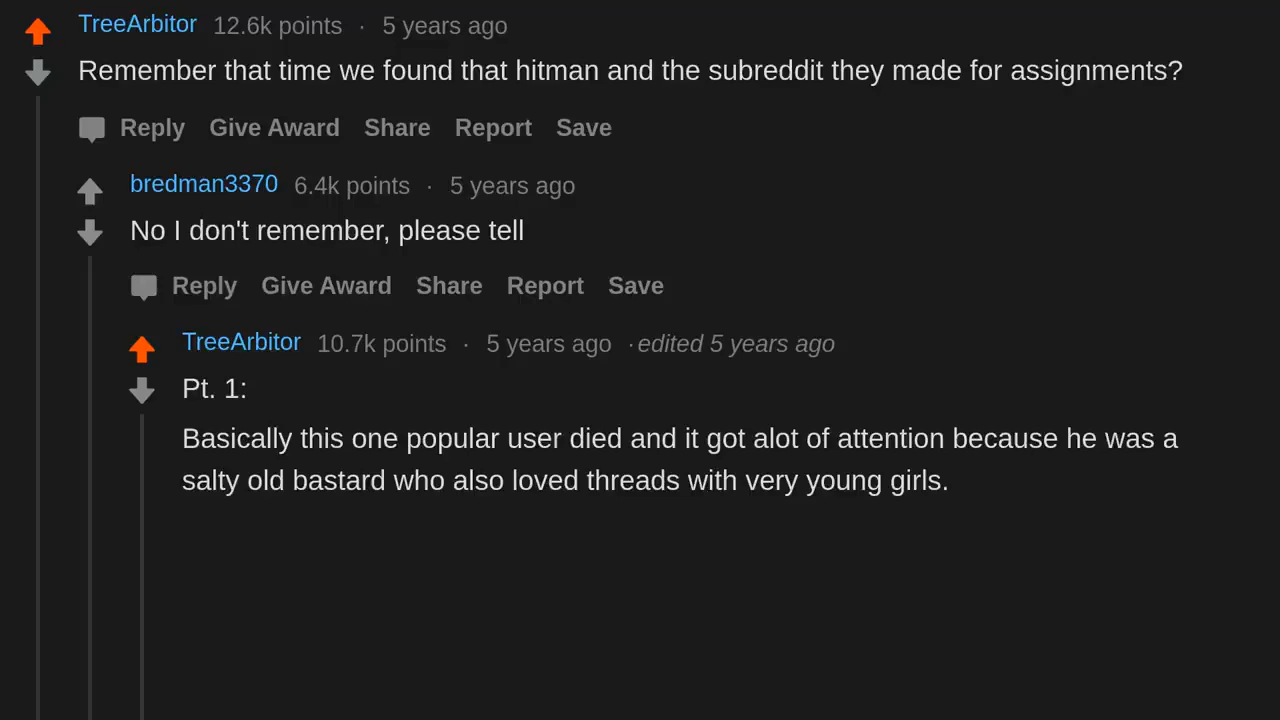 TreeArbitor 12.6k points · 5 years ago
Remember that time we found that hitman and the subreddit they made for assignments?
Reply Give Award Share Report Save
bredman3370 6.4k points · 5 years ago
No I don't remember, please tell
Reply Give Award Share Report Save
TreeArbitor 10.7k points · 5 years ago · edited 5 years ago
Pt. 1:
Basically this one popular user died and it got alot of attention because he was a
salty old bastard who also loved threads with very young girls.